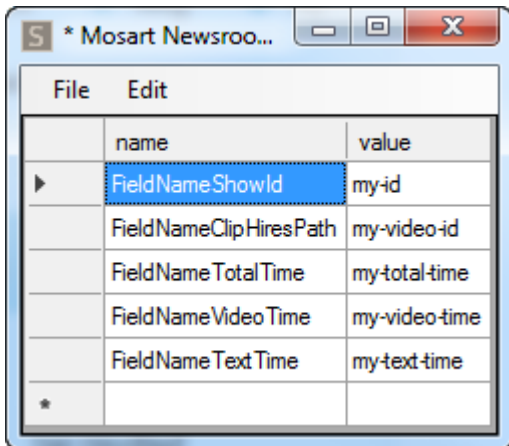 S * Mosart Newsroo...
File Edit
name value
FieldNameShowId my-id
FieldNameClipHiresPath my-video-id
FieldNameTotalTime my-total-time
FieldNameVideoTime my-video-time
FieldNameTextTime my-text-time
*